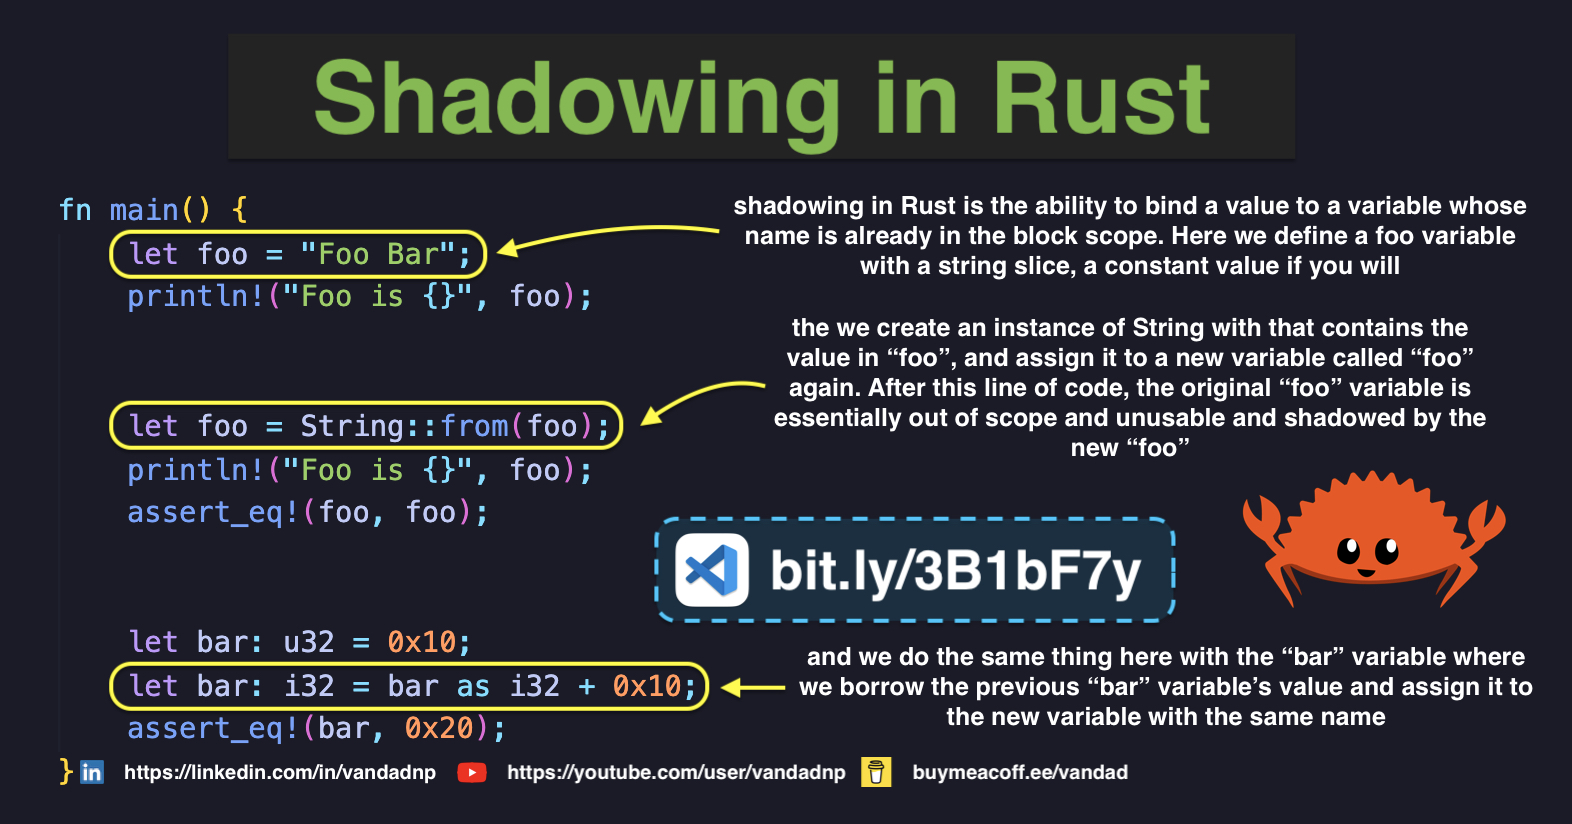 Shadowing in Rust
fn main() {
let foo = "Foo Bar";
println!("Foo is {}", foo);
shadowing in Rust is the ability to bind a value to a variable whose
name is already in the block scope. Here we define a foo variable
with a string slice, a constant value if you will
the we create an instance of String with that contains the
value in “foo”, and assign it to a new variable called “foo”
again. After this line of code, the original “foo” variable is
essentially out of scope and unusable and shadowed by the
new “foo”
let foo = String::from(foo);
println!("Foo is {}", foo);
assert_eq!(foo, foo);
bit.ly/3B1bF7y
let bar: u32 = 0x10;
let bar: i32 = bar as i32 + 0x10;
assert_eq!(bar, 0x20);
and we do the same thing here with the “bar” variable where
we borrow the previous “bar” variable’s value and assign it to
the new variable with the same name
}
in https://linkedin.com/in/vandadnp
https://youtube.com/user/vandadnp
buymeacoff.ee/vandad